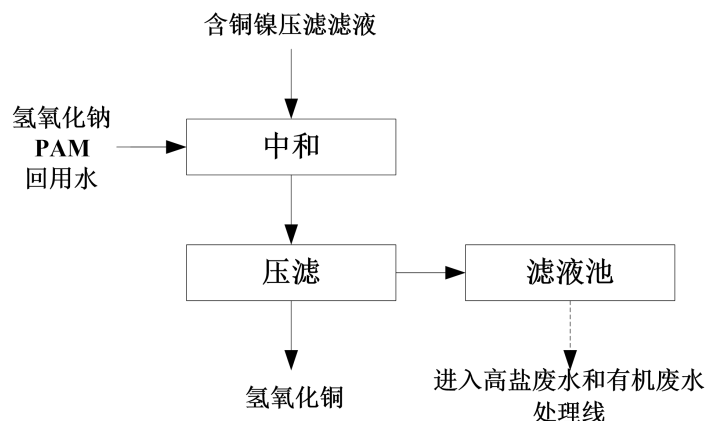 含铜镍压滤滤液
氢氧化钠
PAM
回用水
中和
压滤
滤液池
氢氧化铜
进入高盐废水和有机废水
处理线